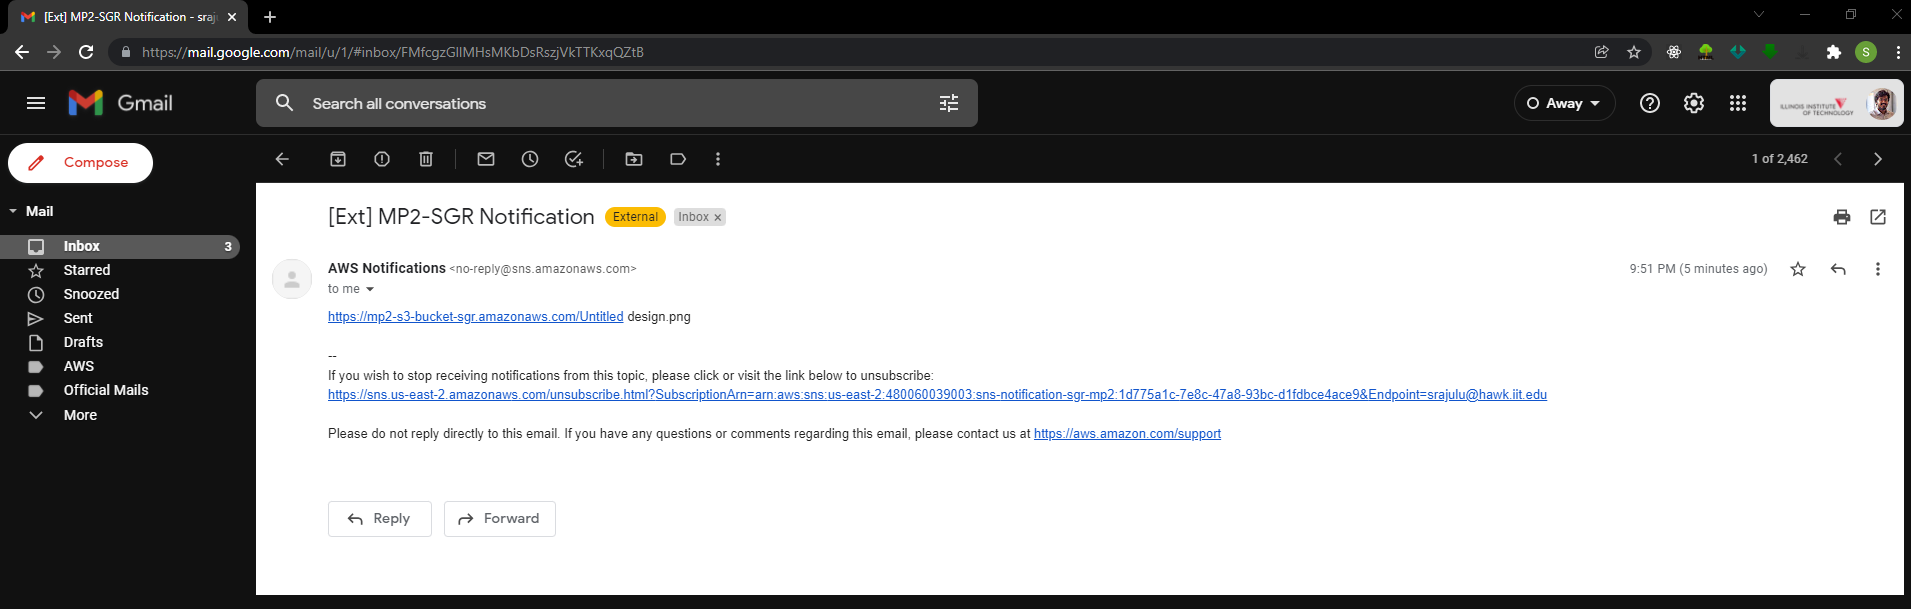 [Ext] MP2-SGR Notification - sraju
https://mail.google.com/mail/u/1/#inbox/FMfcgzGllMHsMKbDsRszjVkTTKxqQZtB
S
Gmail
Search all conversations
Away
ILLINOIS INSTITUTE
OF TECHNOLOGY
Compose
1 of 2,462
Mail
Inbox 3
Starred
Snoozed
Sent
Drafts
AWS
Official Mails
More
[Ext] MP2-SGR Notification External Inbox x
AWS Notifications <no-reply@sns.amazonaws.com>
9:51 PM (5 minutes ago)
to me
https://mp2-s3-bucket-sgr.amazonaws.com/Untitled design.png
--
If you wish to stop receiving notifications from this topic, please click or visit the link below to unsubscribe:
https://sns.us-east-2.amazonaws.com/unsubscribe.html?SubscriptionArn=arn:aws:sns:us-east-2:480060039003:sns-notification-sgr-mp2:1d775a1c-7e8c-47a8-93bc-d1fdbce4ace9&Endpoint=srajulu@hawk.iit.edu
Please do not reply directly to this email. If you have any questions or comments regarding this email, please contact us at https://aws.amazon.com/support
Reply
Forward